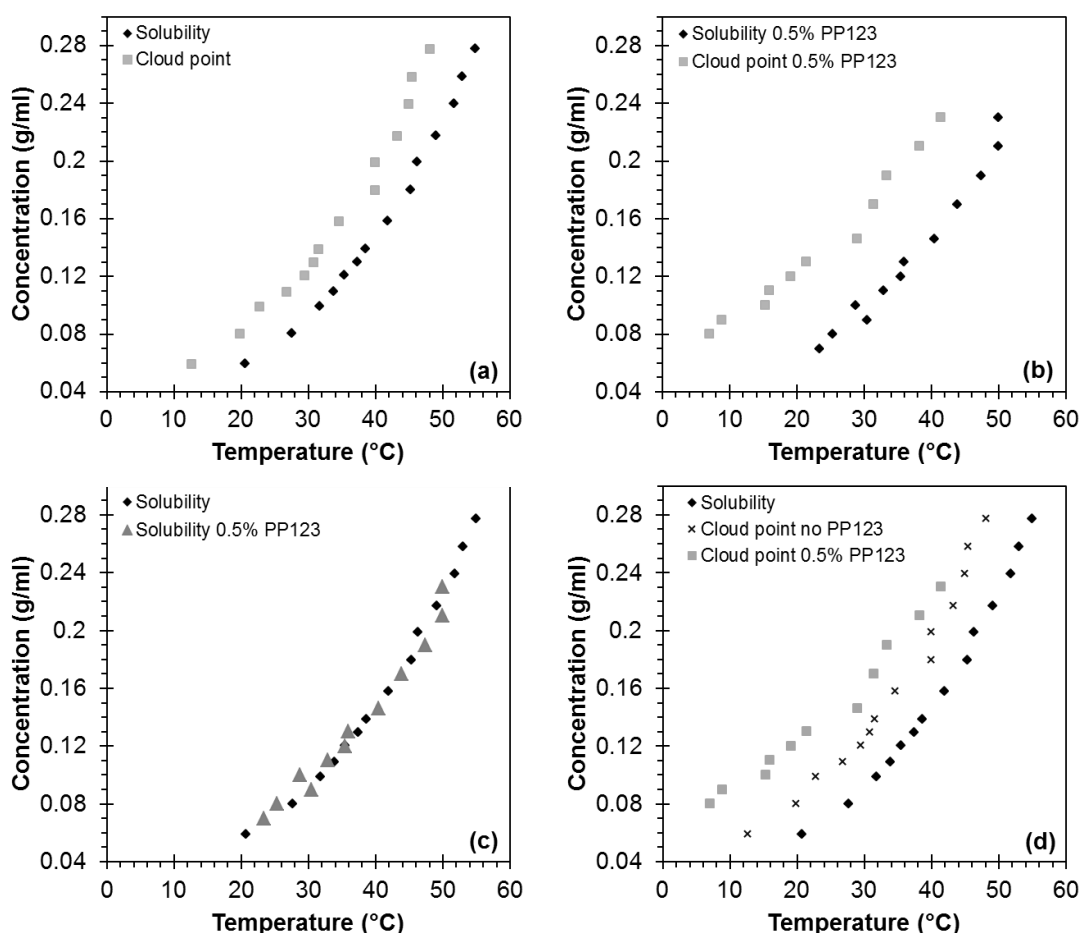 Solubility
Cloud point
Concentration (g/ml)
0.28
0.24
0.2
0.16
0.12
0.08
0.04
0 10 20 30 40 50 60
Temperature (°C)
(a)
Solubility 0.5% PP123
Cloud point 0.5% PP123
Concentration (g/ml)
0.28
0.24
0.2
0.16
0.12
0.08
0.04
0 10 20 30 40 50 60
Temperature (°C)
(b)
Solubility
Solubility 0.5% PP123
Concentration (g/ml)
0.28
0.24
0.2
0.16
0.12
0.08
0.04
0 10 20 30 40 50 60
Temperature (°C)
(c)
Solubility
Cloud point no PP123
Cloud point 0.5% PP123
Concentration (g/ml)
0.28
0.24
0.2
0.16
0.12
0.08
0.04
0 10 20 30 40 50 60
Temperature (°C)
(d)